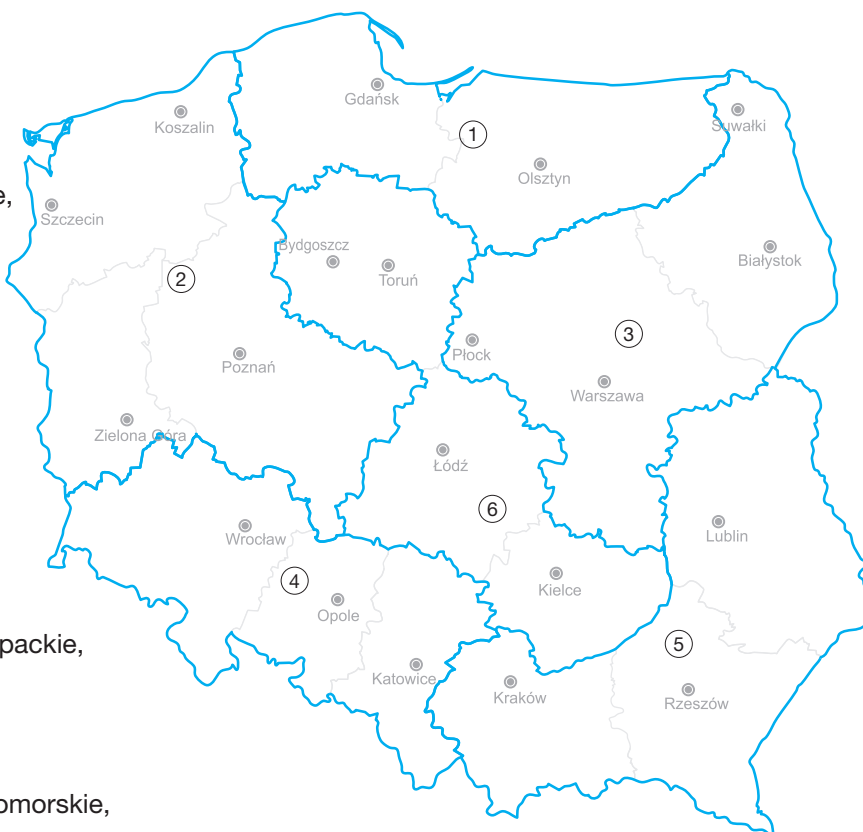 Gdańsk
Koszalin
Suwałki
1
Olsztyn
e,
Szczecin
Bydgoszcz
Białystok
Toruń
2
3
Płock
Poznań
Warszawa
Zielona Góra
Łódź
6
Wrocław
Lublin
4
Kielce
Opole
packie,
5
Katowice
Kraków
Rzeszów
omorskie,